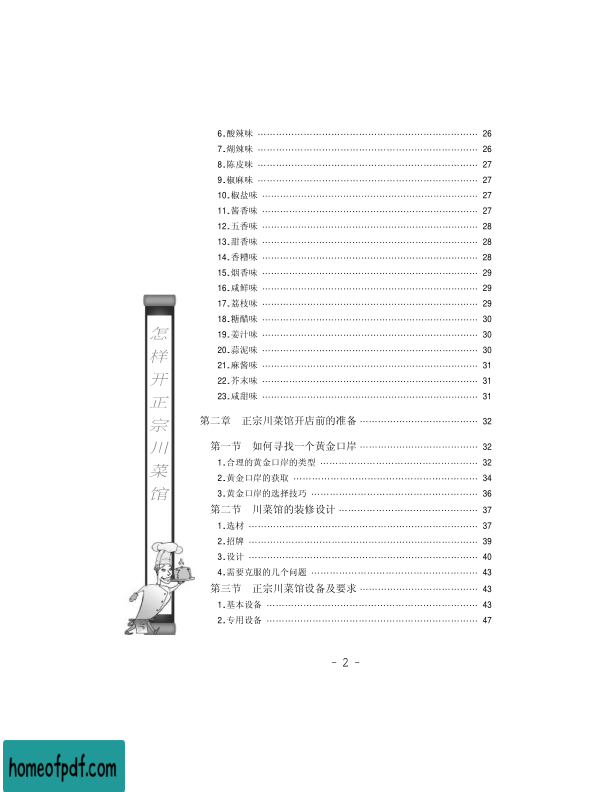 6.酸辣味 …………………………………………………………… 26
7.煳辣味 …………………………………………………………… 26
8.陈皮味 …………………………………………………………… 27
9.椒麻味 …………………………………………………………… 27
10.椒盐味 ………………………………………………………… 27
11.酱香味 ………………………………………………………… 27
12.五香味 ………………………………………………………… 28
13.甜香味 ………………………………………………………… 28
14.香糟味 ………………………………………………………… 28
15.烟香味 ………………………………………………………… 29
16.咸鲜味 ………………………………………………………… 29
17.荔枝味 ………………………………………………………… 29
18.糖醋味 ………………………………………………………… 30
19.姜汁味 ………………………………………………………… 30
20.蒜泥味 ………………………………………………………… 30
21.麻酱味 ………………………………………………………… 31
22.芥末味 ………………………………………………………… 31
23.咸甜味 ………………………………………………………… 31
第二章 正宗川菜馆开店前的准备 ……………………………… 32
第一节 如何寻找一个黄金口岸 ……………………………… 32
1.合理的黄金口岸的类型 ………………………………………… 32
2.黄金口岸的获取 ………………………………………………… 34
3.黄金口岸的选择技巧 …………………………………………… 36
第二节 川菜馆的装修设计 …………………………………… 37
1.选材 ……………………………………………………………… 37
2.招牌 ……………………………………………………………… 39
3.设计 ……………………………………………………………… 40
4.需要克服的几个问题 …………………………………………… 43
第三节 正宗川菜馆设备及要求 ……………………………… 43
1.基本设备 ………………………………………………………… 43
2.专用设备 ………………………………………………………… 47
怎样开正宗川菜馆
- 2 -
homeofpdf.com